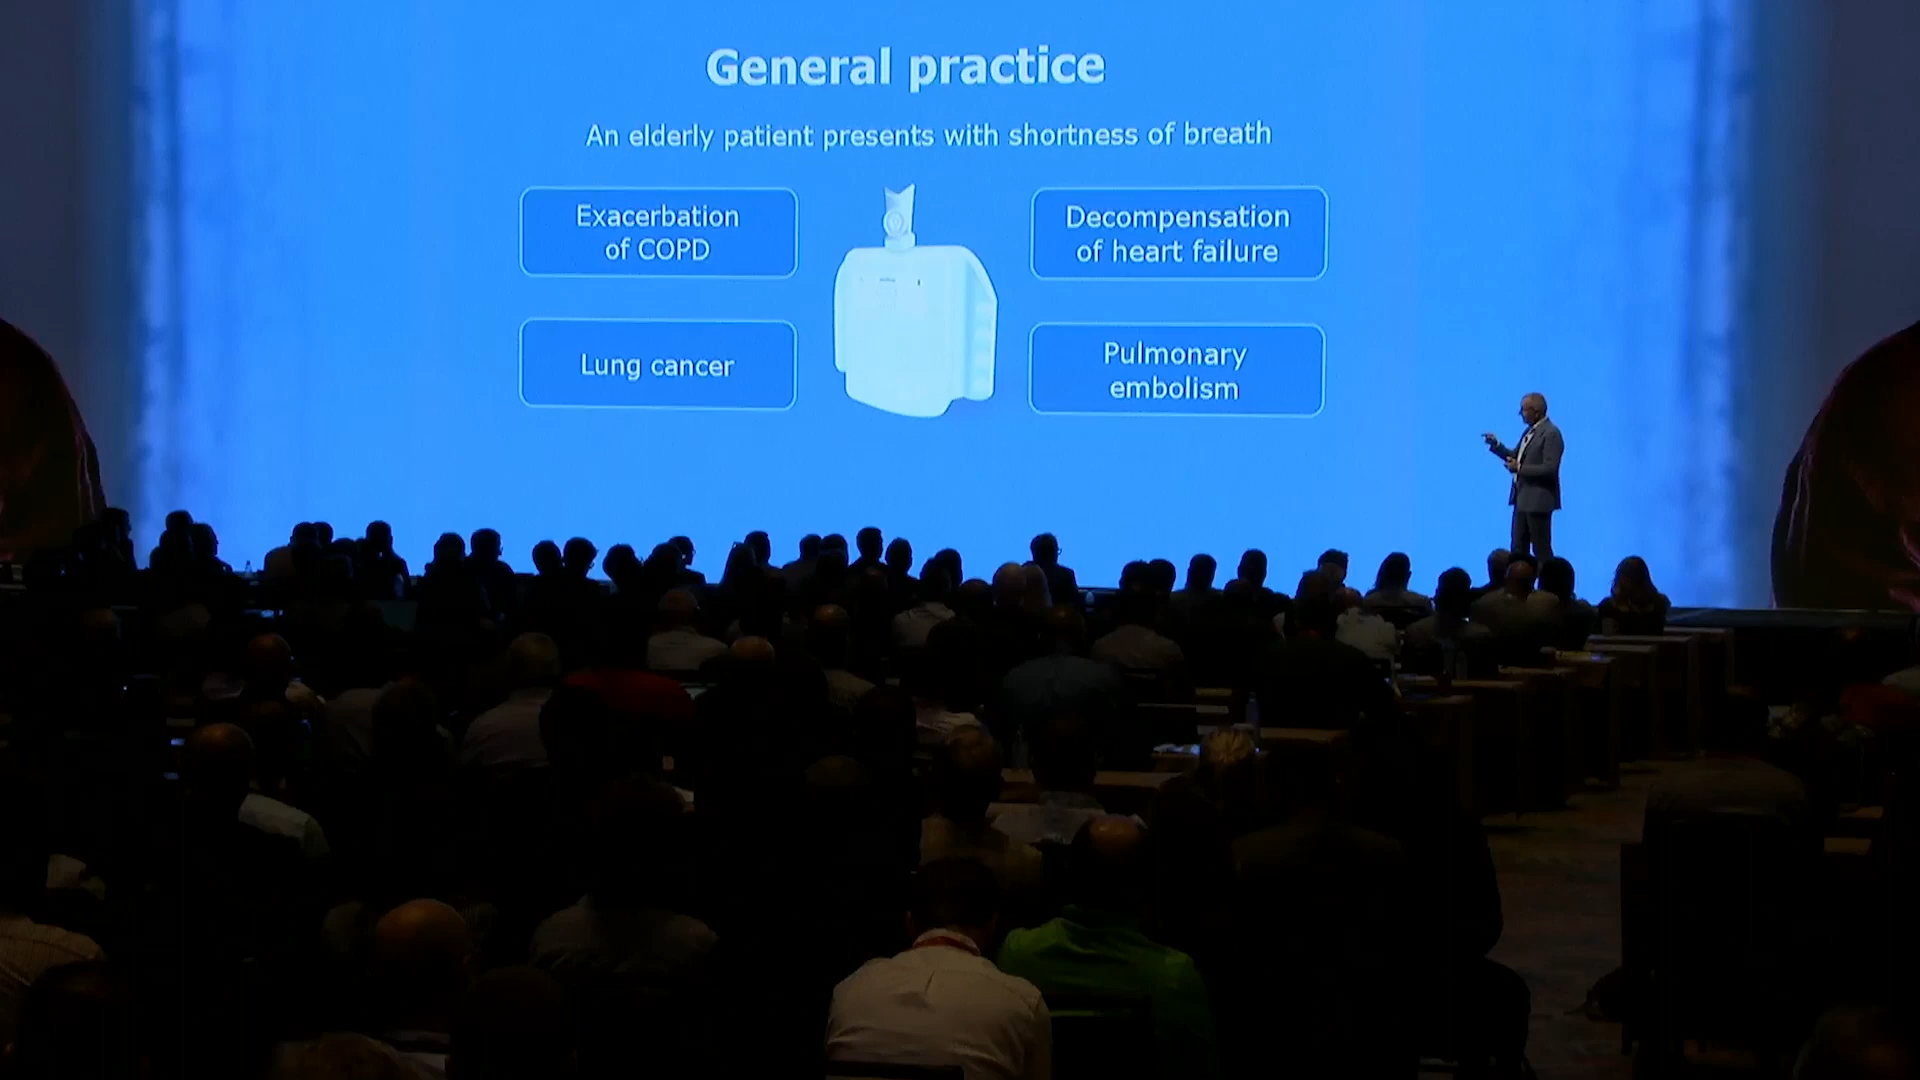 General practice
An elderly patient presents with shortness of breath
Exacerbation
of COPD
Decompensation
of heart failure
Lung cancer
Pulmonary
embolism